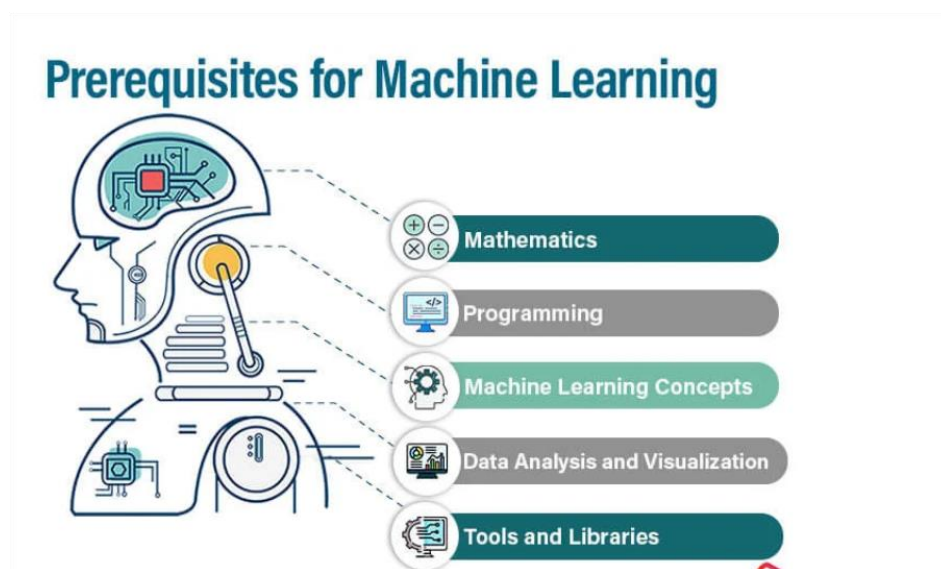 Prerequisites for Machine Learning
Mathematics
Programming
Machine Learning Concepts
Data Analysis and Visualization
Tools and Libraries